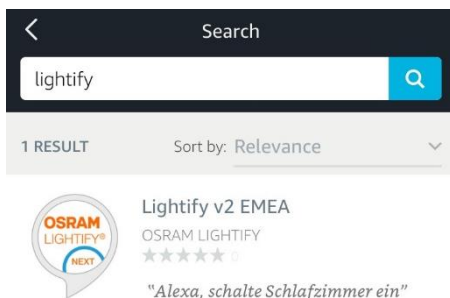 Search
lightify
1 RESULT Sort by: Relevance
OSRAM
LIGHTIFY®
NEXT
Lightify v2 EMEA
OSRAM LIGHTIFY
0
"Alexa, schalte Schlafzimmer ein"